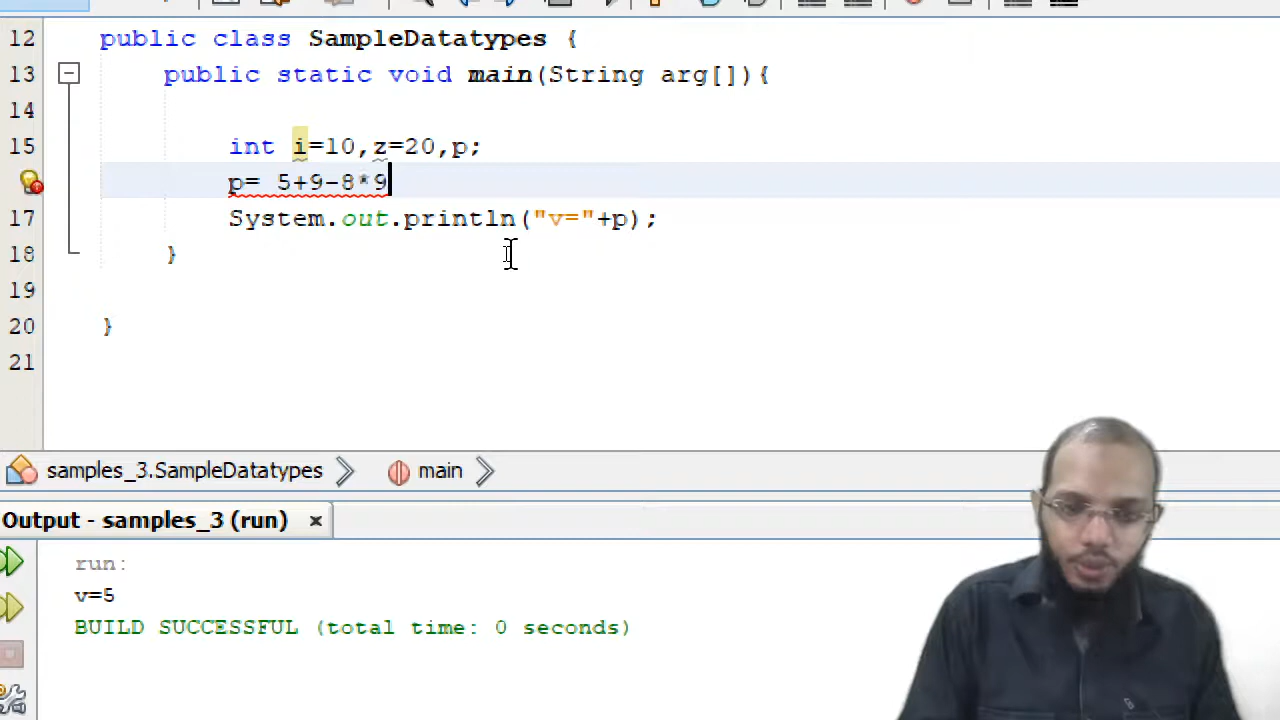 12 public class SampleDatatypes {
13 public static void main(String arg[]){
14
15 int i=10,z=20,p;
p= 5+9-8*9
17 System.out.println("v="+p);
18 }
19
20 }
21
samples_3.SampleDatatypes main
Output - samples_3 (run) ×
run:
v=5
BUILD SUCCESSFUL (total time: 0 seconds)